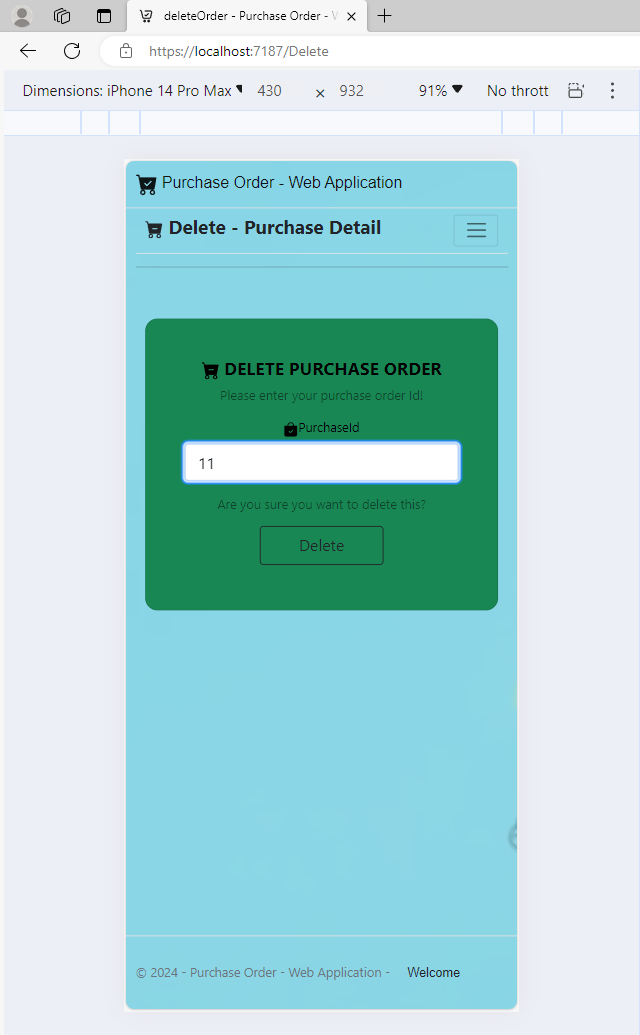 deleteOrder - Purchase Order - W
https://localhost:7187/Delete
Dimensions: iPhone 14 Pro Max 430 × 932 91% No thrott
Purchase Order - Web Application
Delete - Purchase Detail
DELETE PURCHASE ORDER
Please enter your purchase order Id!
PurchaseId
11
Are you sure you want to delete this?
Delete
© 2024 - Purchase Order - Web Application - Welcome